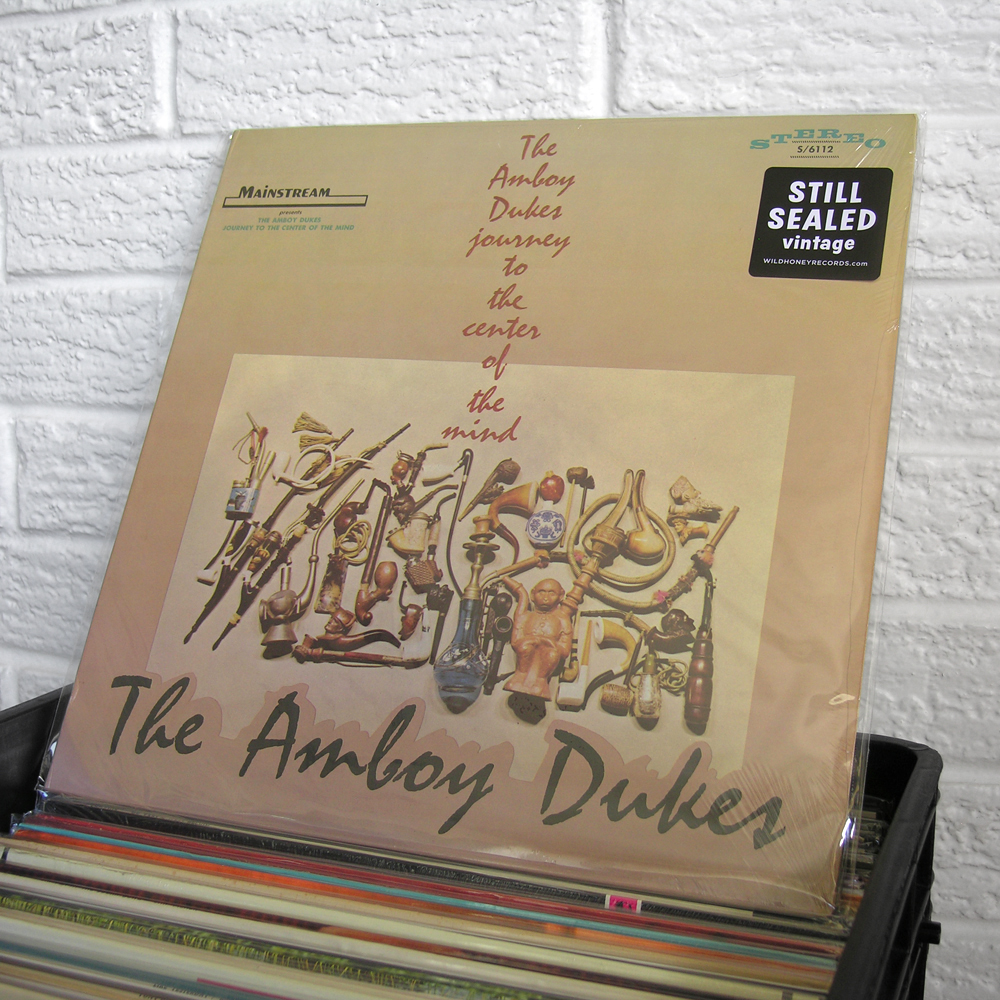 The
Amboy
Dukes
journey
to
the
center
of
the
mind
MAINSTREAM
presents
THE AMBOY DUKES
JOURNEY TO THE CENTER OF THE MIND
STEREO
S/6112
STILL
SEALED
vintage
WILDHONEYRECORDS.com
The Amboy Dukes